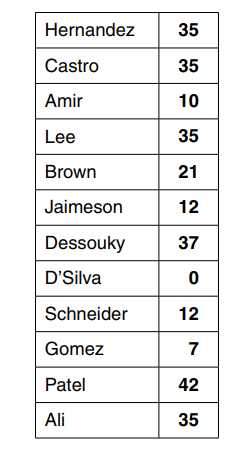 Hernandez 35
Castro 35
Amir 10
Lee 35
Brown 21
Jaimeson 12
Dessouky 37
D’Silva 0
Schneider 12
Gomez 7
Patel 42
Ali 35